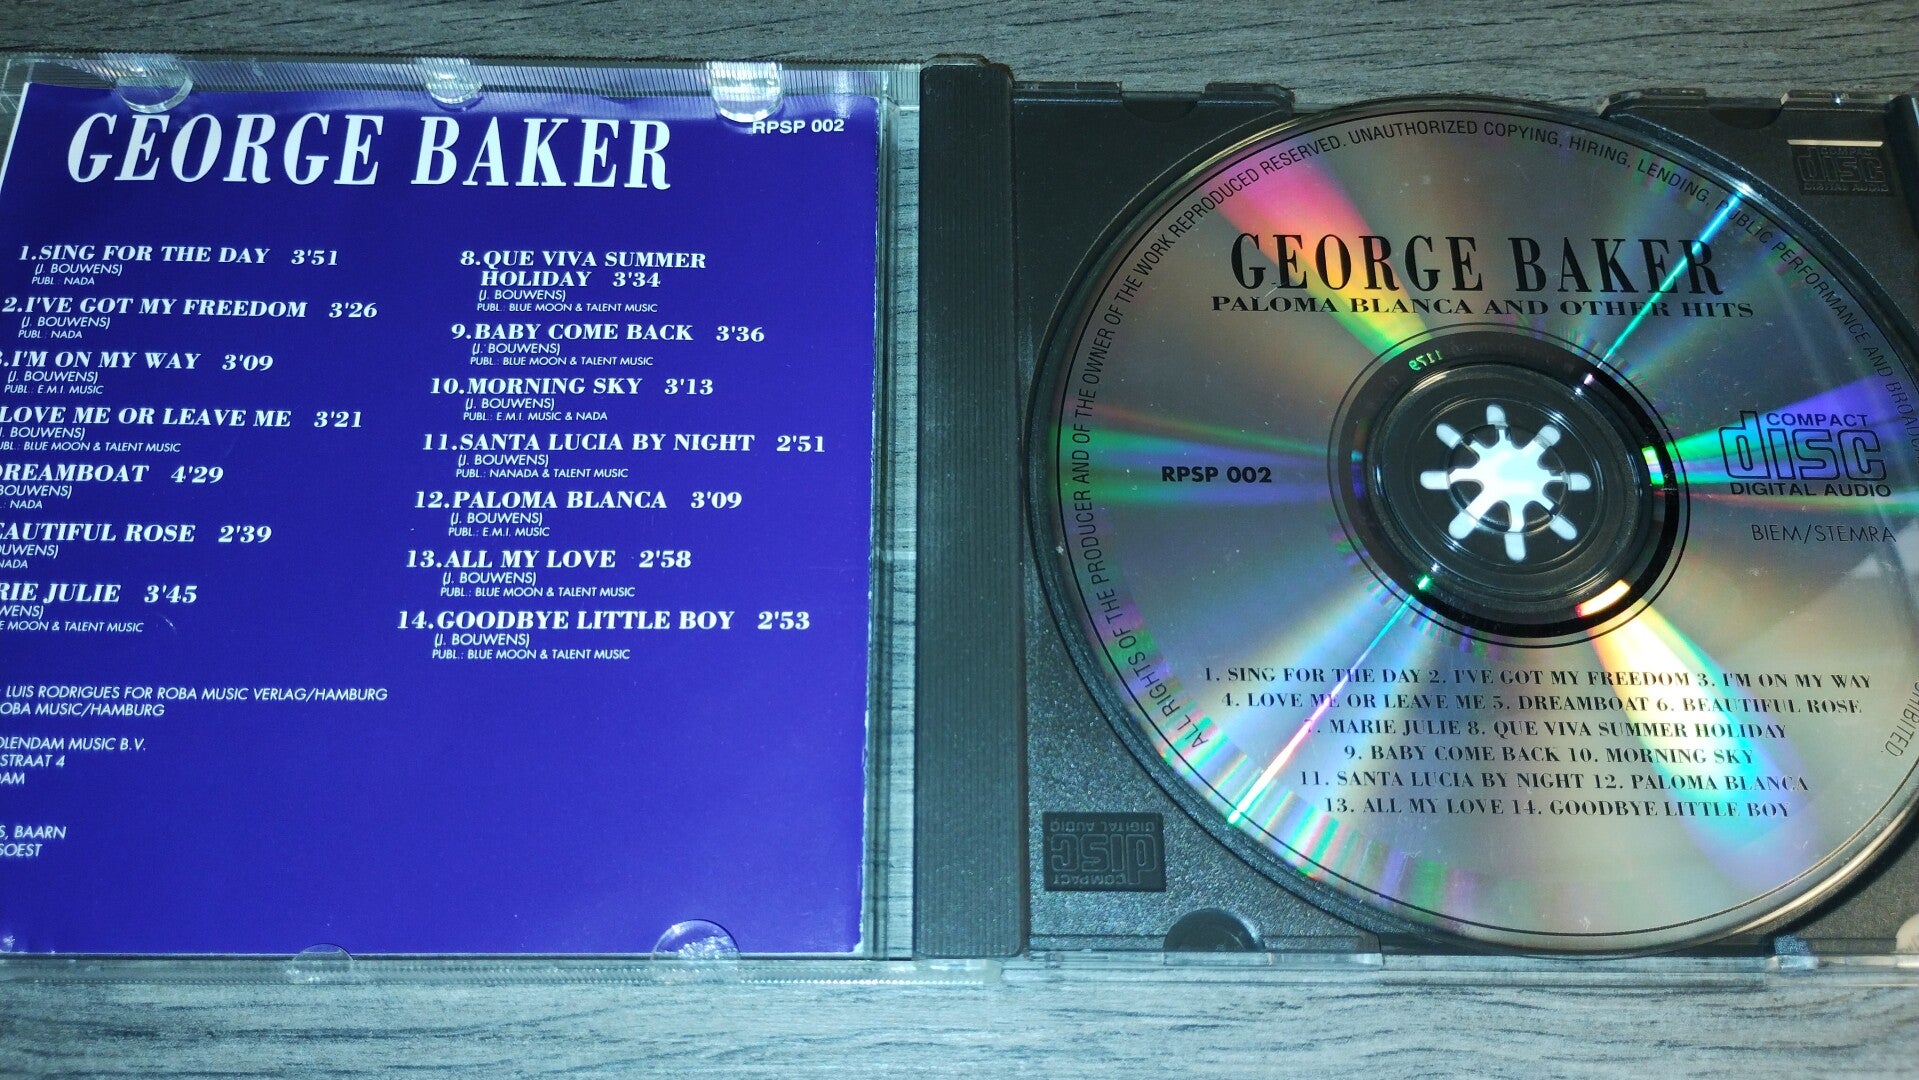 GEORGE BAKER
RPSP 002
1.SING FOR THE DAY 3'51
(J. BOUWENS)
PUBL.: NADA
2.I'VE GOT MY FREEDOM 3'26
(J. BOUWENS)
PUBL.: NADA
I'M ON MY WAY 3'09
(J. BOUWENS)
PUBL.: E.M.I. MUSIC
LOVE ME OR LEAVE ME 3'21
BOUWENS)
BLUE MOON & TALENT MUSIC
DREAMBOAT 4'29
BOUWENS)
NADA
EAUTIFUL ROSE 2'39
OUWENS)
NADA
RIE JULIE 3'45
WENS)
E MOON & TALENT MUSIC
8.QUE VIVA SUMMER
HOLIDAY 3'34
(J. BOUWENS)
PUBL.: BLUE MOON & TALENT MUSIC
9.BABY COME BACK 3'36
(J. BOUWENS)
PUBL.: BLUE MOON & TALENT MUSIC
10.MORNING SKY 3'13
(J. BOUWENS)
PUBL.: E.M.I. MUSIC & NADA
11.SANTA LUCIA BY NIGHT 2'51
(J. BOUWENS)
PUBL.: NANADA & TALENT MUSIC
12.PALOMA BLANCA 3'09
(J. BOUWENS)
PUBL.: E.M.I. MUSIC
13.ALL MY LOVE 2'58
(J. BOUWENS)
PUBL.: BLUE MOON & TALENT MUSIC
14.GOODBYE LITTLE BOY 2'53
(J. BOUWENS)
PUBL.: BLUE MOON & TALENT MUSIC
LUIS RODRIGUES FOR ROBA MUSIC VERLAG/HAMBURG
OBA MUSIC/HAMBURG
OLENDAM MUSIC B.V.
STRAAT 4
DAM
S, BAARN
SOEST
ALL RIGHTS OF THE PRODUCER AND OF THE OWNER OF THE WORK REPRODUCED RESERVED. UNAUTHORIZED COPYING, HIRING, LENDING, PUBLIC PERFORMANCE AND BROADC
OHIBITED.
GEORGE BAKER
PALOMA BLANCA AND OTHER HITS
RPSP 002
COMPACT
disc
DIGITAL AUDIO
BIEM/STEMRA
1. SING FOR THE DAY 2. I'VE GOT MY FREEDOM 3. I'M ON MY WAY
4. LOVE ME OR LEAVE ME 5. DREAMBOAT 6. BEAUTIFUL ROSE
7. MARIE JULIE 8. QUE VIVA SUMMER HOLIDAY
9. BABY COME BACK 10. MORNING SKY
11. SANTA LUCIA BY NIGHT 12. PALOMA BLANCA
13. ALL MY LOVE 14. GOODBYE LITTLE BOY
COMPACT
disc
DIGITAL AUDIO
COMPACT
disc
DIGITAL AUDIO